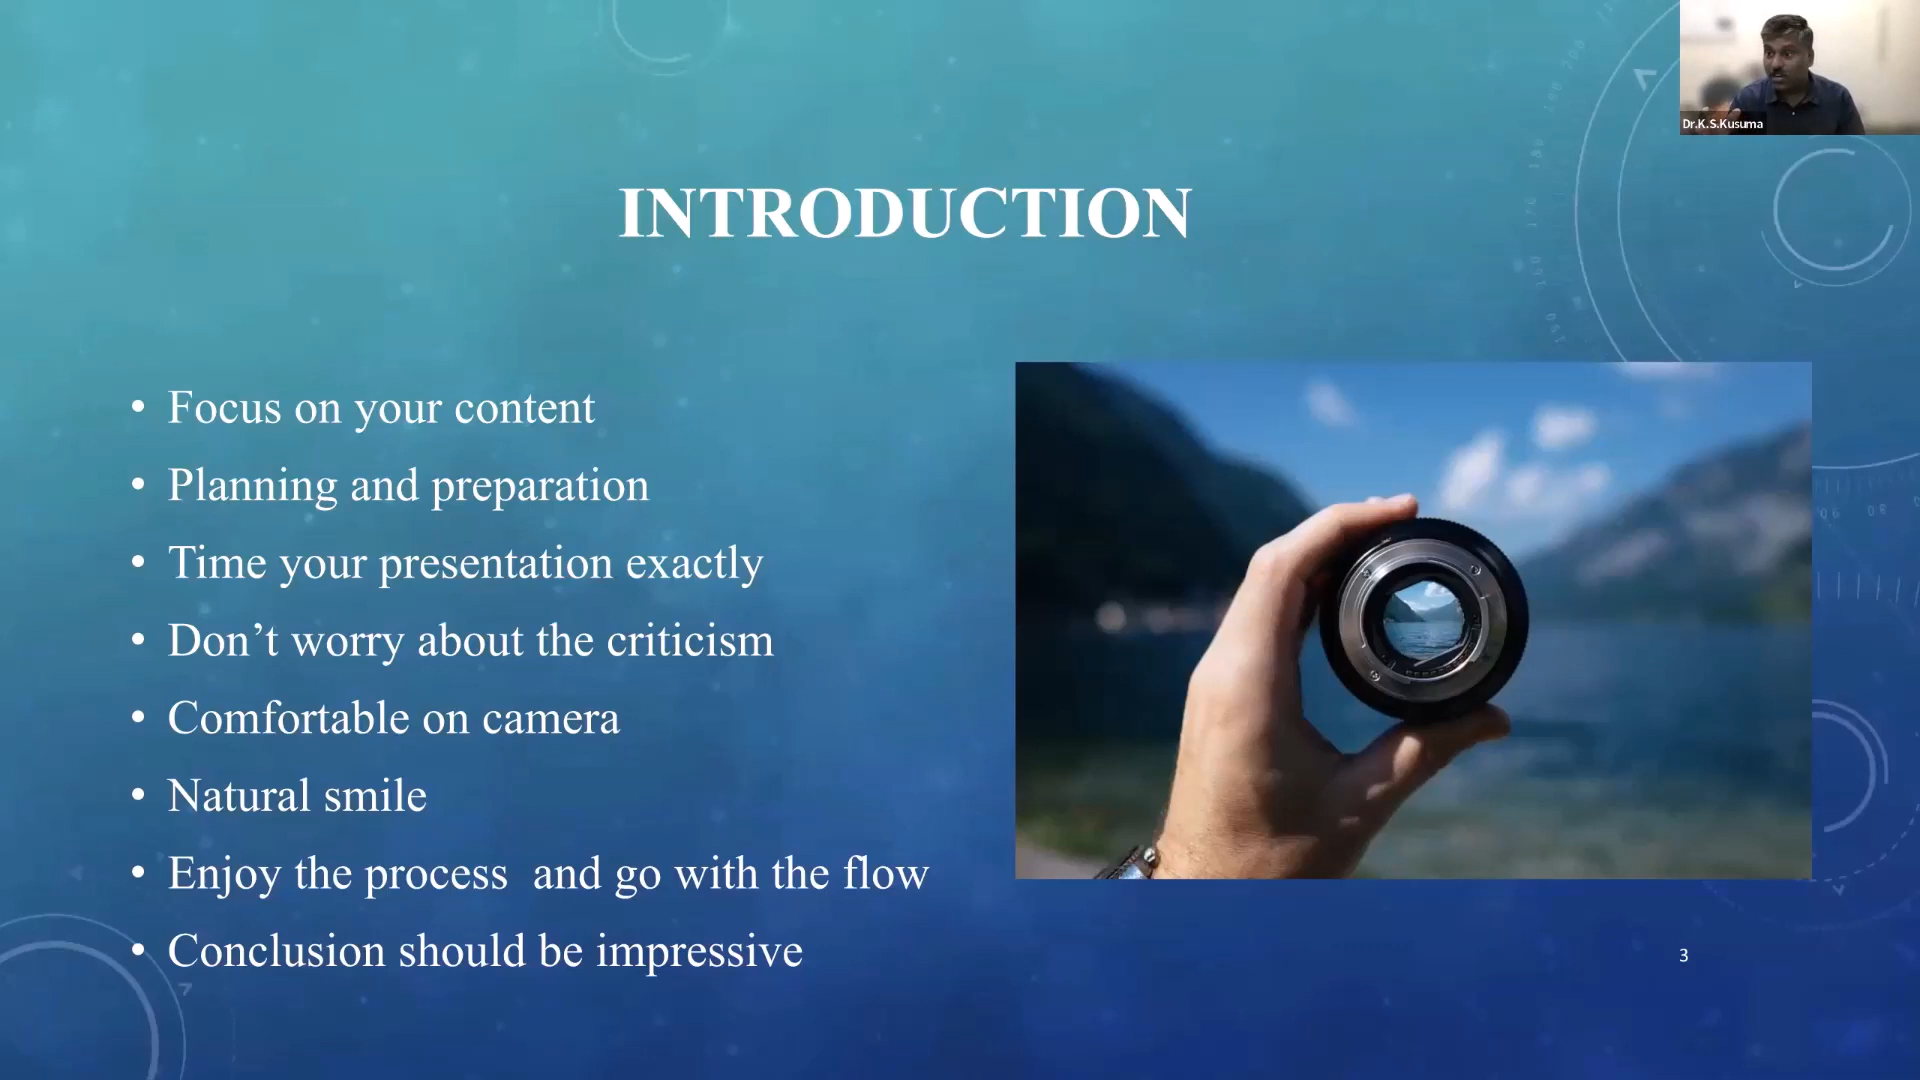 Dr.K.S.Kusuma
INTRODUCTION
• Focus on your content
• Planning and preparation
• Time your presentation exactly
• Don’t worry about the criticism
• Comfortable on camera
• Natural smile
• Enjoy the process  and go with the flow
• Conclusion should be impressive
3